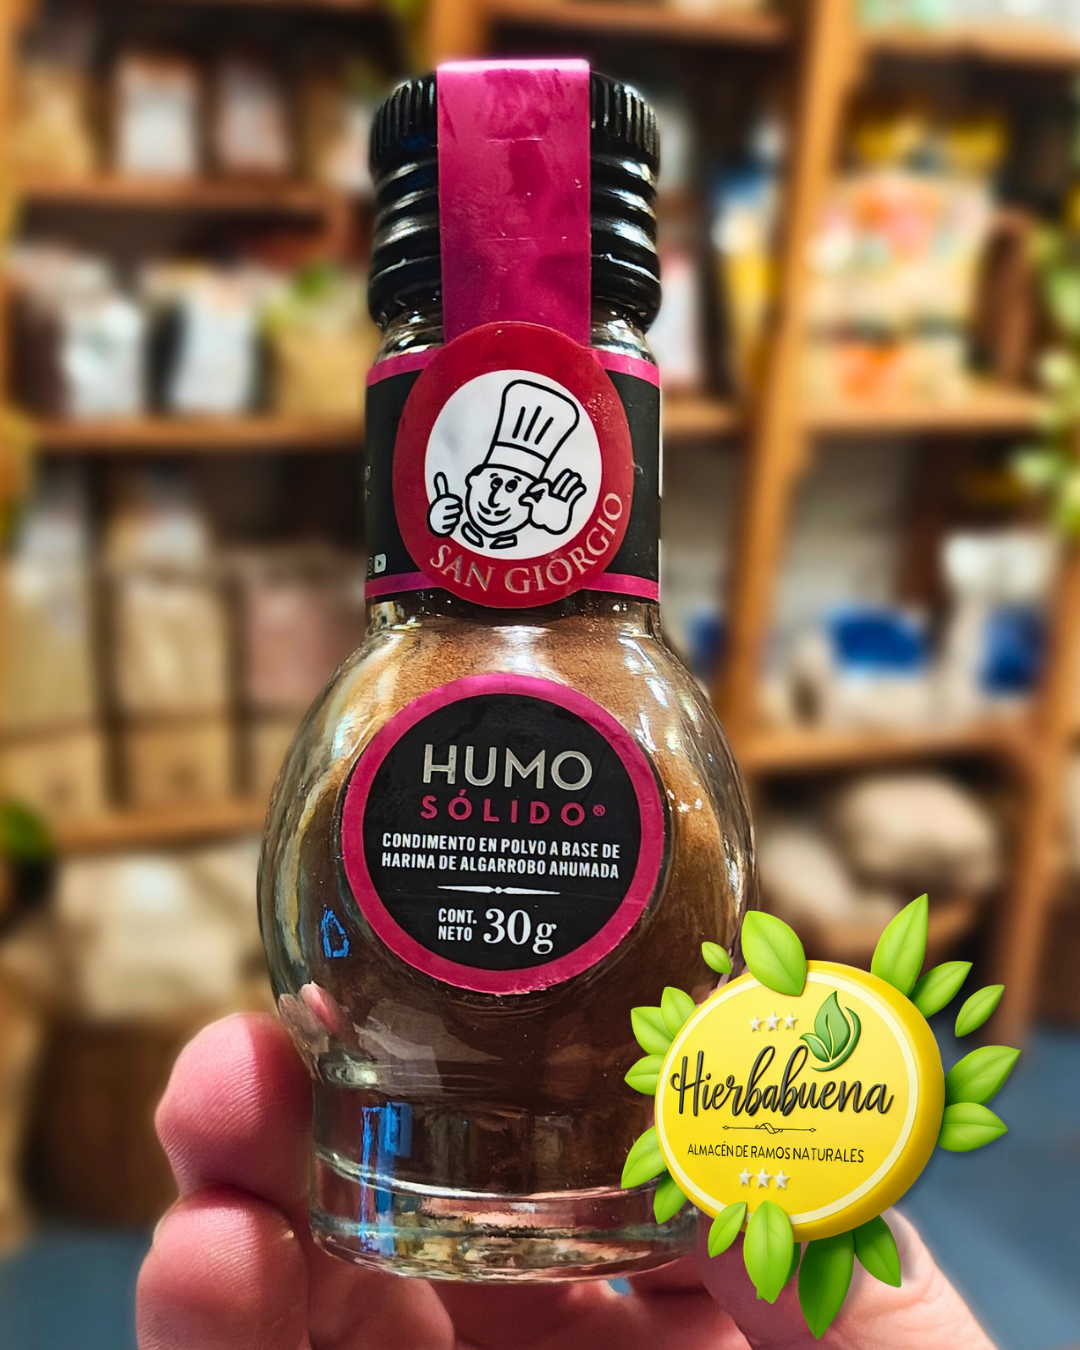 SAN GIORGIO
HUMO
SÓLIDO®
CONDIMENTO EN POLVO A BASE DE
HARINA DE ALGARROBO AHUMADA
CONT.
NETO 30g
Hierbabuena
ALMACÉN DE RAMOS NATURALES